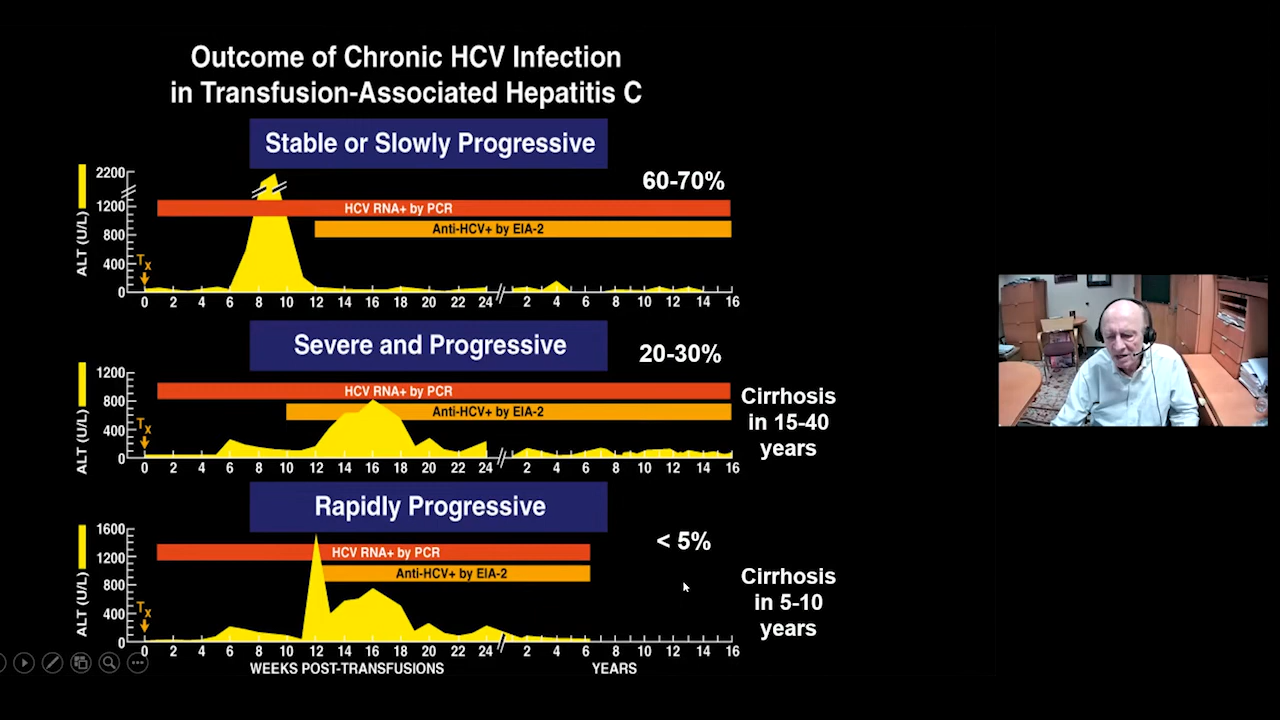 Outcome of Chronic HCV Infection
in Transfusion-Associated Hepatitis C
Stable or Slowly Progressive
60-70%
ALT (U/L)
2200
1200
800
400
0
HCV RNA+ by PCR
Anti-HCV+ by EIA-2
Tx
0 2 4 6 8 10 12 14 16 18 20 22 24 2 4 6 8 10 12 14 16
Severe and Progressive
20-30%
ALT (U/L)
1200
800
400
0
HCV RNA+ by PCR
Anti-HCV+ by EIA-2
Tx
0 2 4 6 8 10 12 14 16 18 20 22 24 2 4 6 8 10 12 14 16
Cirrhosis
in 15-40
years
Rapidly Progressive
< 5%
ALT (U/L)
1600
1200
800
400
0
HCV RNA+ by PCR
Anti-HCV+ by EIA-2
Tx
0 2 4 6 8 10 12 14 16 18 20 22 24 2 4 6 8 10 12 14 16
Cirrhosis
in 5-10
years
WEEKS POST-TRANSFUSIONS
YEARS